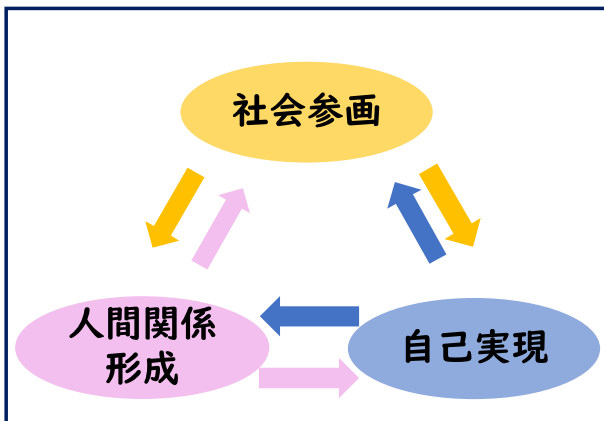 社会参画
人間関係
形成
自己実現